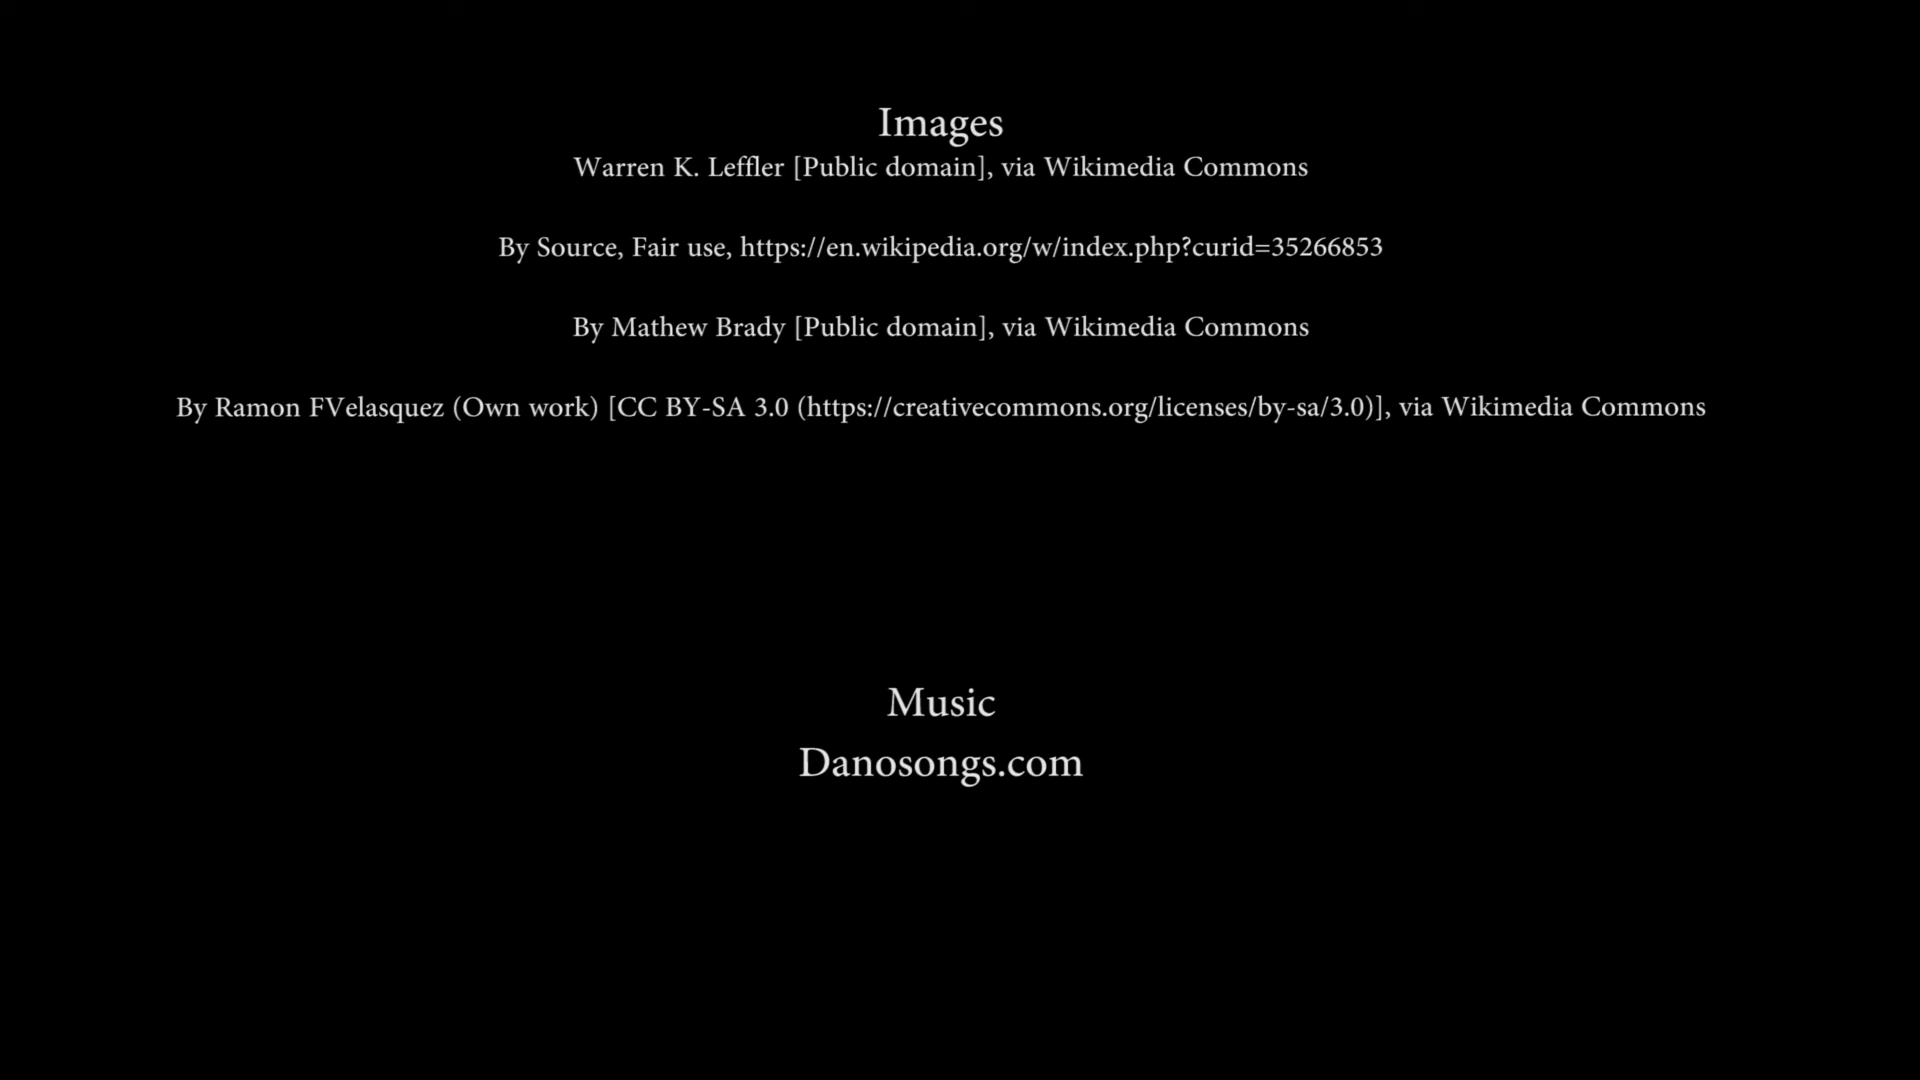 Images
Warren K. Leffler [Public domain], via Wikimedia Commons
By Source, Fair use, https://en.wikipedia.org/w/index.php?curid=35266853
By Mathew Brady [Public domain], via Wikimedia Commons
By Ramon FVelasquez (Own work) [CC BY-SA 3.0 (https://creativecommons.org/licenses/by-sa/3.0)], via Wikimedia Commons
Music
Danosongs.com